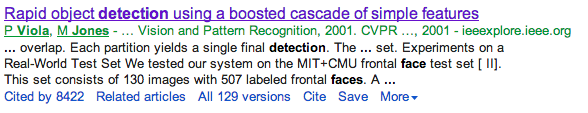 Rapid object detection using a boosted cascade of simple features
P Viola, M Jones - ... Vision and Pattern Recognition, 2001. CVPR ..., 2001 - ieeexplore.ieee.org
... overlap. Each partition yields a single final detection. The ... set. Experiments on a
Real-World Test Set We tested our system on the MIT+CMU frontal face test set [ II].
This set consists of 130 images with 507 labeled frontal faces. A ...
Cited by 8422 Related articles All 129 versions Cite Save More